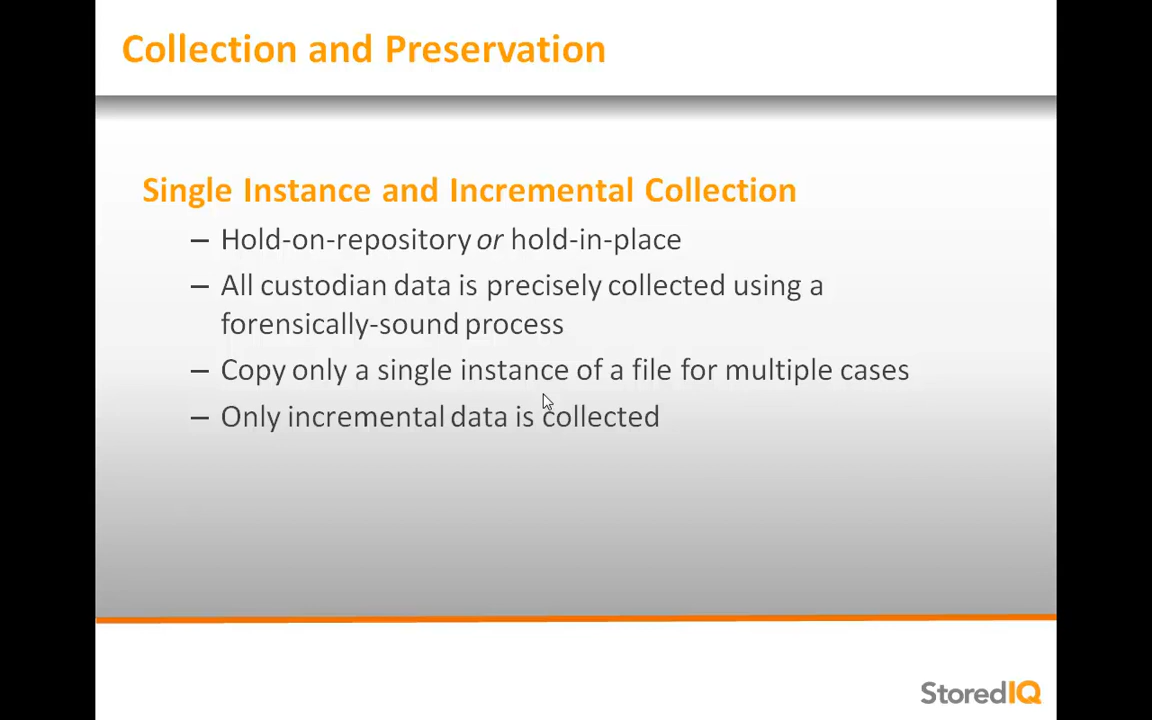 Collection and Preservation
Single Instance and Incremental Collection
– Hold-on-repository or hold-in-place
– All custodian data is precisely collected using a
forensically-sound process
– Copy only a single instance of a file for multiple cases
– Only incremental data is collected
StoredIQ